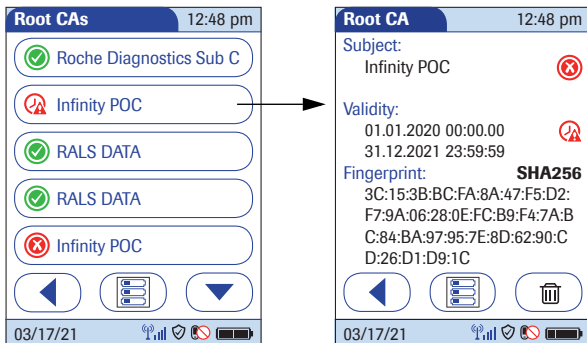 Root CAs
12:48 pm
Roche Diagnostics Sub C
Infinity POC
RALS DATA
RALS DATA
Infinity POC
03/17/21
Root CA
12:48 pm
Subject:
Infinity POC
Validity:
01.01.2020 00:00.00
31.12.2021 23:59:59
Fingerprint: SHA256
3C:15:3B:BC:FA:8A:47:F5:D2:
F7:9A:06:28:0E:FC:B9:F4:7A:B
C:84:BA:97:95:7E:8D:62:90:C
D:26:D1:D9:1C
03/17/21